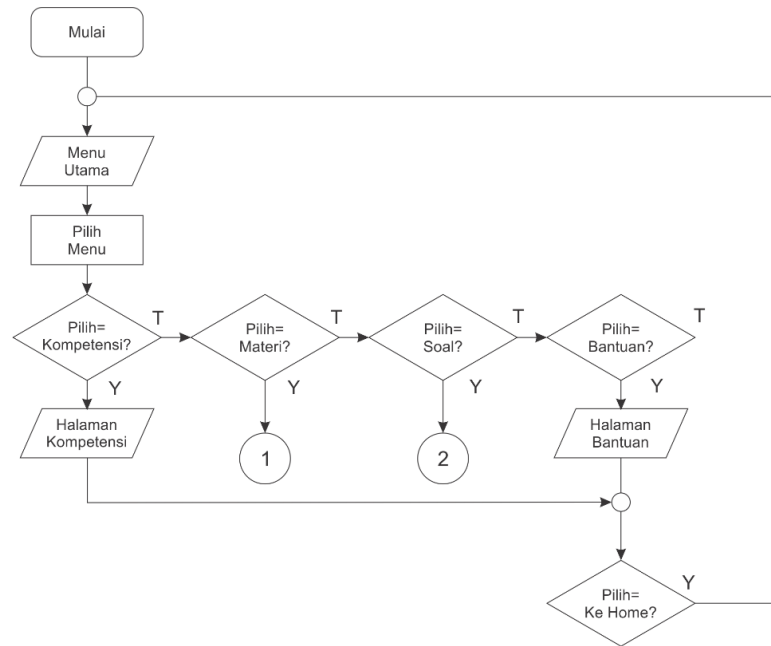 Mulai
Menu
Utama
Pilih
Menu
Pilih=
Kompetensi?
T
Pilih=
Materi?
T
Pilih=
Soal?
T
Pilih=
Bantuan?
T
Y
Y
Y
Y
Halaman
Kompetensi
1
2
Halaman
Bantuan
Pilih=
Ke Home?
Y